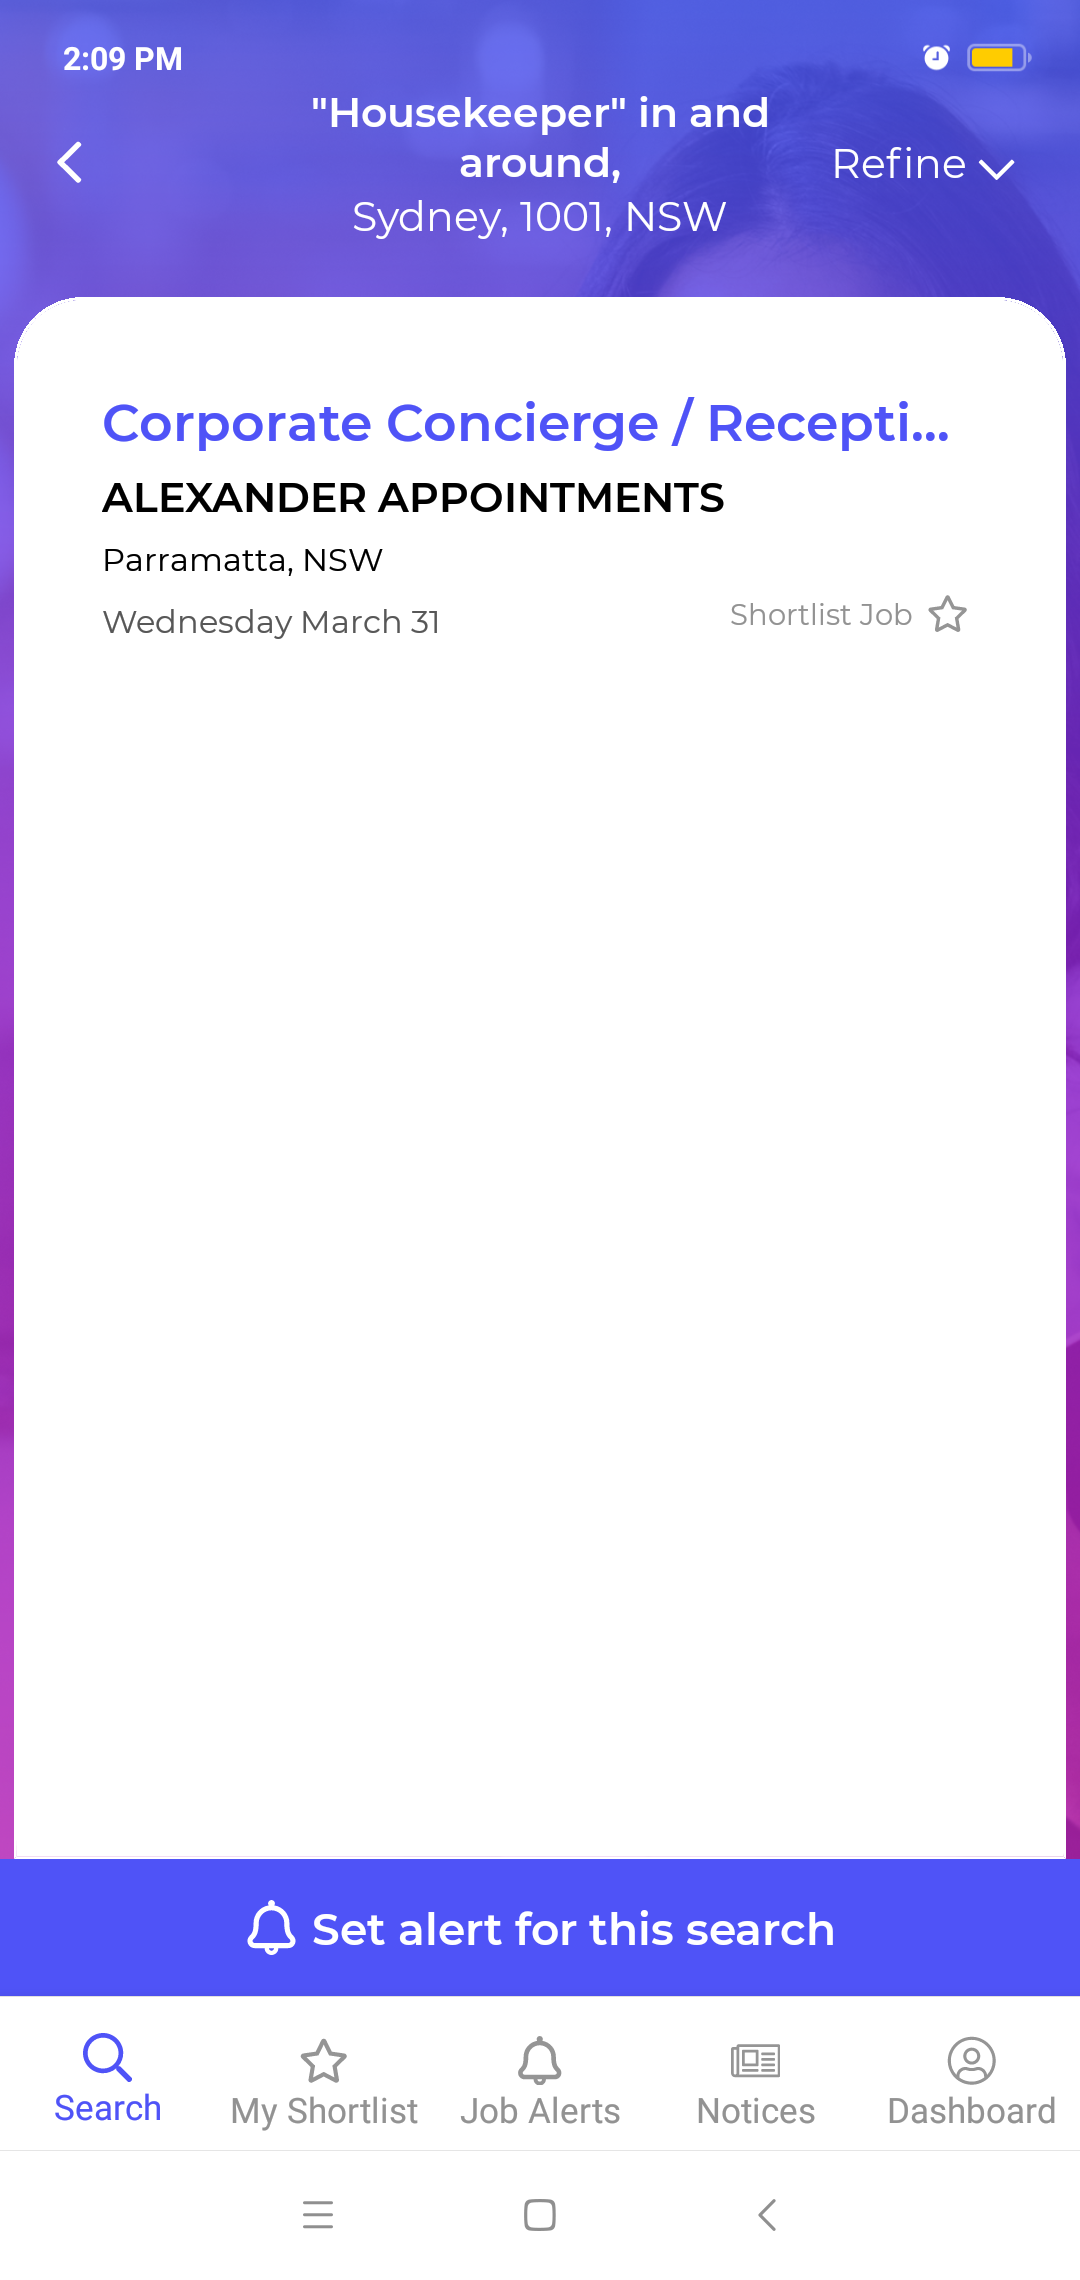 2:09 PM
"Housekeeper" in and
around,
Sydney, 1001, NSW
Refine
Corporate Concierge / Recepti...
ALEXANDER APPOINTMENTS
Parramatta, NSW
Wednesday March 31
Shortlist Job
Set alert for this search
Search
My Shortlist
Job Alerts
Notices
Dashboard